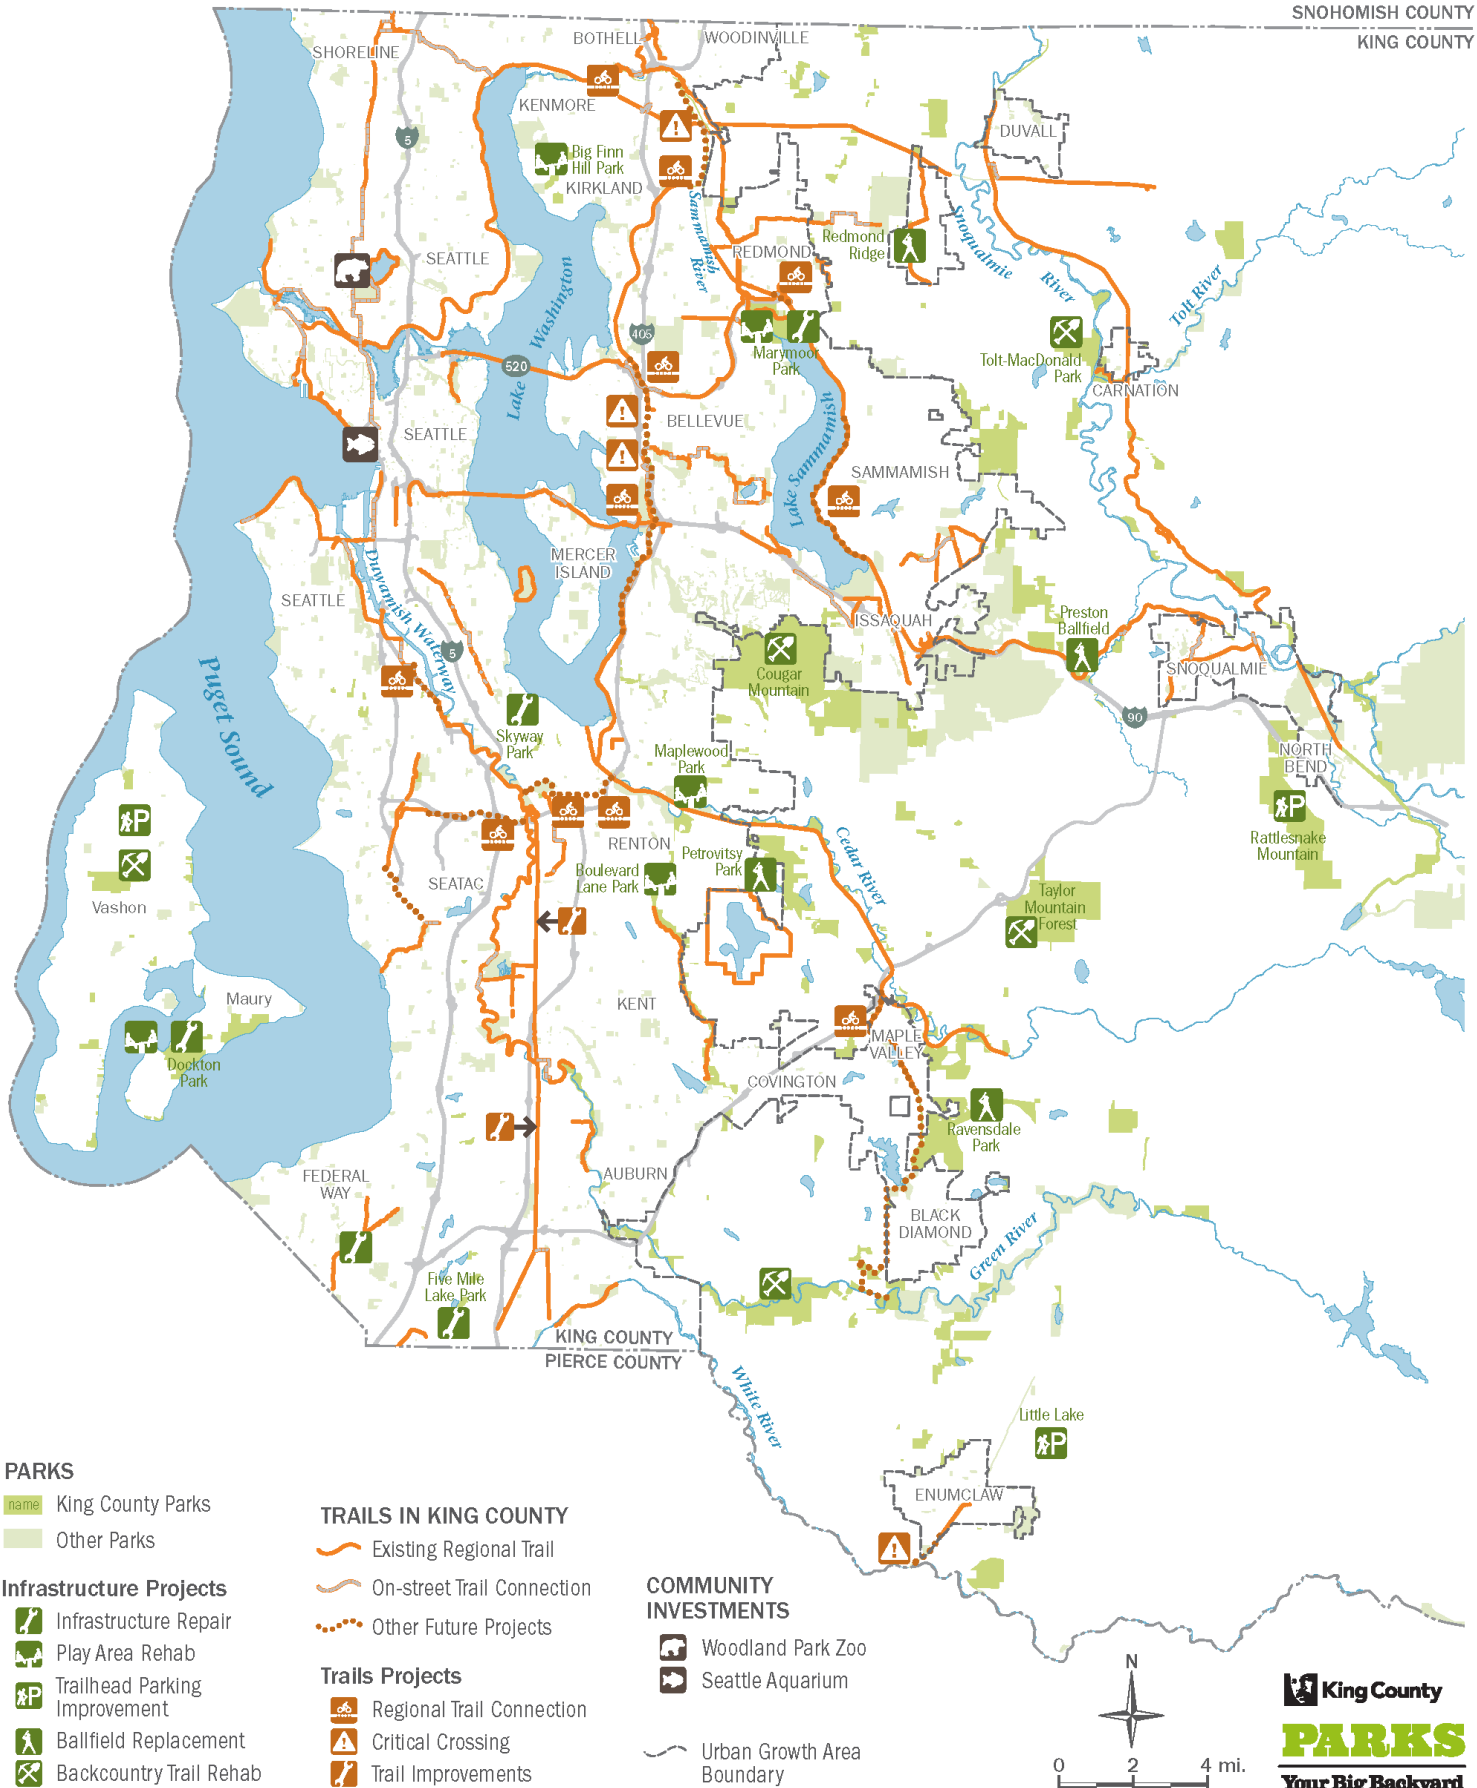 SNOHOMISH COUNTY
KING COUNTY
SHORELINE
BOTHELL
WOODINVILLE
KENMORE
5
DUVALL
Big Finn
Hill Park
KIRKLAND
Sammamish
River
Redmond
Ridge
REDMOND
SEATTLE
Snoqualmie
River
Tolt River
Lake
Washington
405
520
Marymoor
Park
Tolt-MacDonald
Park
CARNATION
SEATTLE
BELLEVUE
Lake Sammamish
SAMMAMISH
MERCER
ISLAND
Duwamish Waterway
SEATTLE
5
ISSAQUAH
Preston
Ballfield
Cougar
Mountain
SNOQUALMIE
90
Puget Sound
Skyway
Park
Maplewood
Park
NORTH
BEND
Rattlesnake
Mountain
RENTON
Petrovitsy
Park
Boulevard
Lane Park
Cedar River
SEATAC
Taylor
Mountain
Forest
P
Vashon
P
Maury
KENT
MAPLE
VALLEY
Dockton
Park
COVINGTON
Ravensdale
Park
FEDERAL
WAY
AUBURN
BLACK
DIAMOND
Green River
Five Mile
Lake Park
KING COUNTY
PIERCE COUNTY
White River
Little Lake
P
ENUMCLAW
PARKS
name King County Parks
Other Parks
Infrastructure Projects
Infrastructure Repair
Play Area Rehab
P Trailhead Parking
Improvement
Ballfield Replacement
Backcountry Trail Rehab
TRAILS IN KING COUNTY
Existing Regional Trail
On-street Trail Connection
Other Future Projects
Trails Projects
Regional Trail Connection
Critical Crossing
Trail Improvements
COMMUNITY
INVESTMENTS
Woodland Park Zoo
Seattle Aquarium
Urban Growth Area
Boundary
N
0 2 4 mi.
King County
PARKS
Your Big Backyard